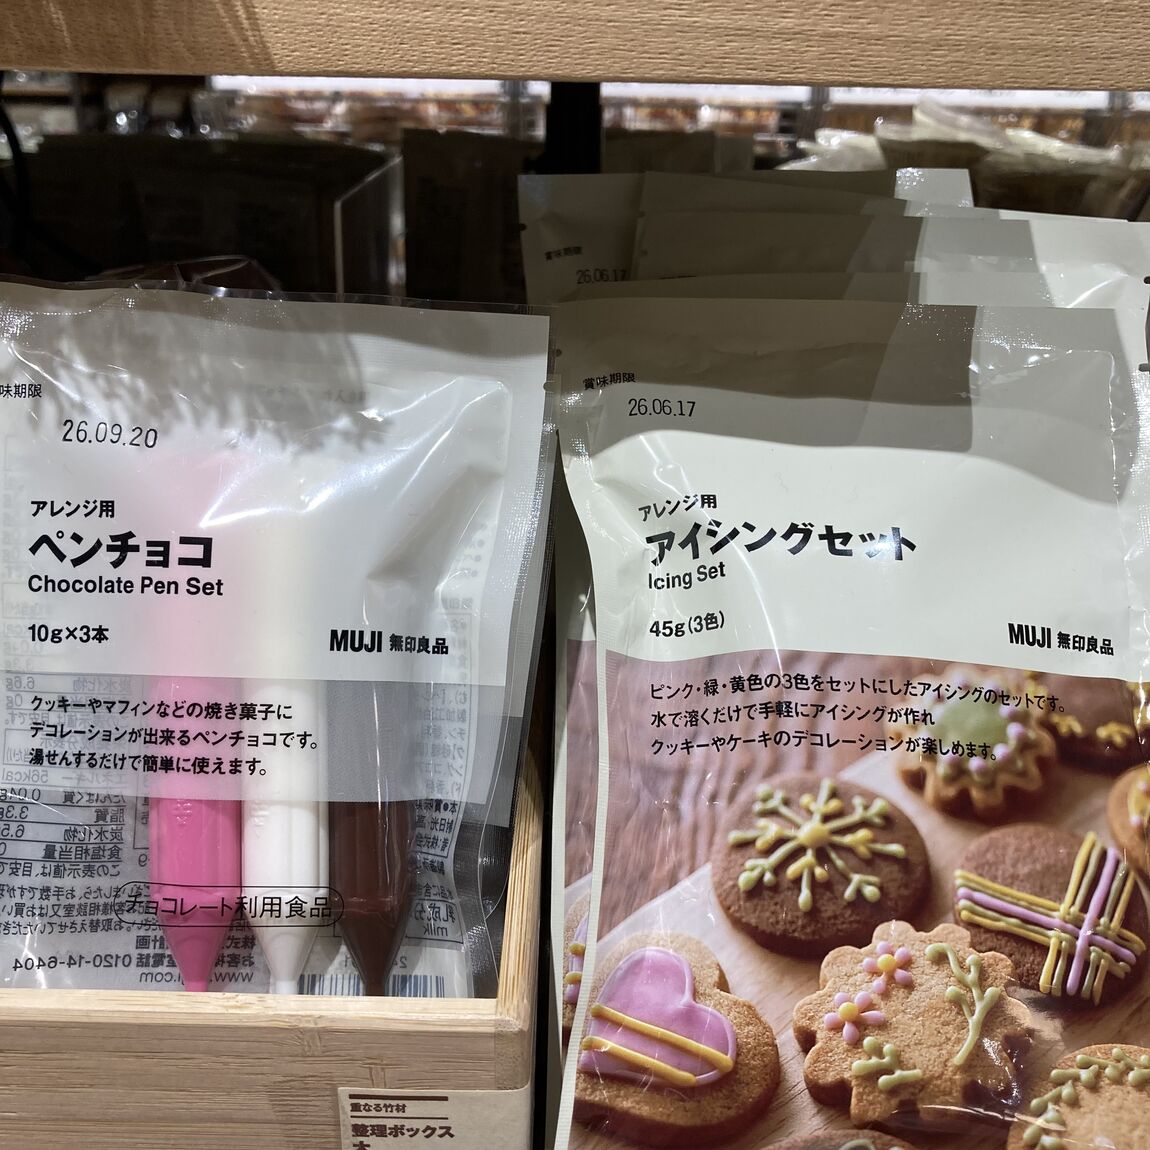 味期限
26.09.20
アレンジ用
ペンチョコ
Chocolate Pen Set
10g×3本
MUJI 無印良品
クッキーやマフィンなどの焼き菓子に
デコレーションが出来るペンチョコです。
湯せんするだけで簡単に使えます。
チョコレート利用食品
賞味期限
26.06.17
賞味期限
26.06.17
アレンジ用
アイシングセット
Icing Set
45g(3色)
MUJI 無印良品
ピンク・緑・黄色の3色をセットにしたアイシングのセットです。
水で溶くだけで手軽にアイシングが作れ
クッキーやケーキのデコレーションが楽しめます。
重なる竹材
整理ボックス